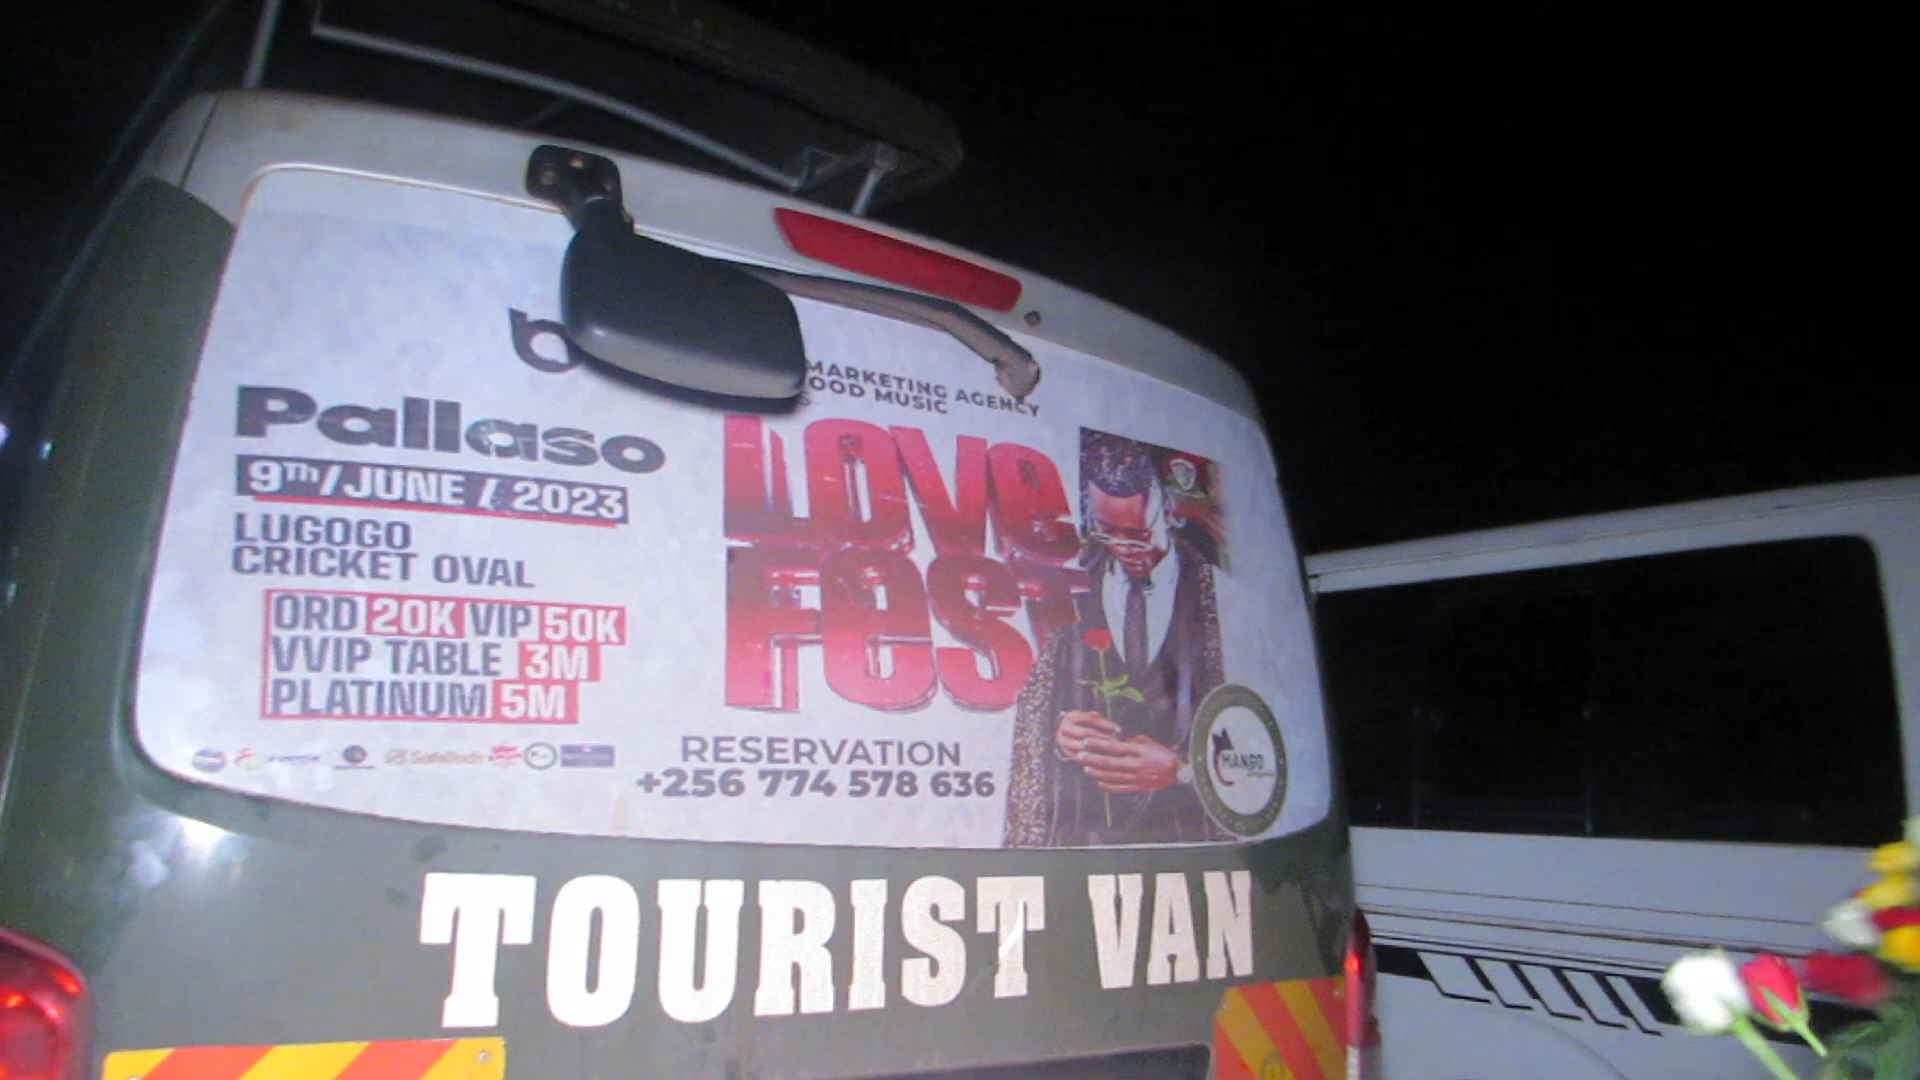 MARKETING AGENCY
OOD MUSIC
Pallaso
9TH/JUNE / 2023
LUGOGO
CRICKET OVAL
ORD 20K VIP 50K
VVIP TABLE 3M
PLATINUM 5M
LOVE
FEST
RESERVATION
+256 774 578 636
SafeBoda
MANGO
TOURIST VAN